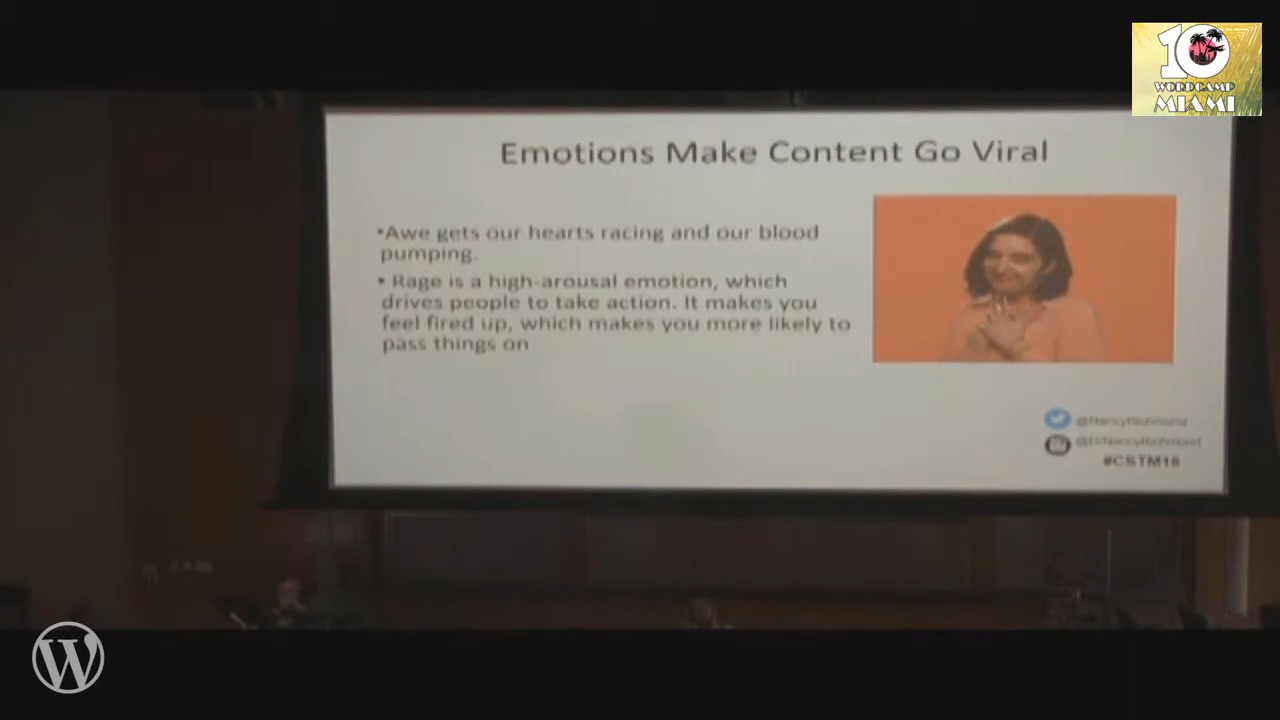 10
WORDCAMP
MIAMI
Emotions Make Content Go Viral
•Awe gets our hearts racing and our blood
pumping.
• Rage is a high-arousal emotion, which
drives people to take action. It makes you
feel fired up, which makes you more likely to
pass things on
@NancyRichmond
@DrNancyRichmond
#CSTM18
W